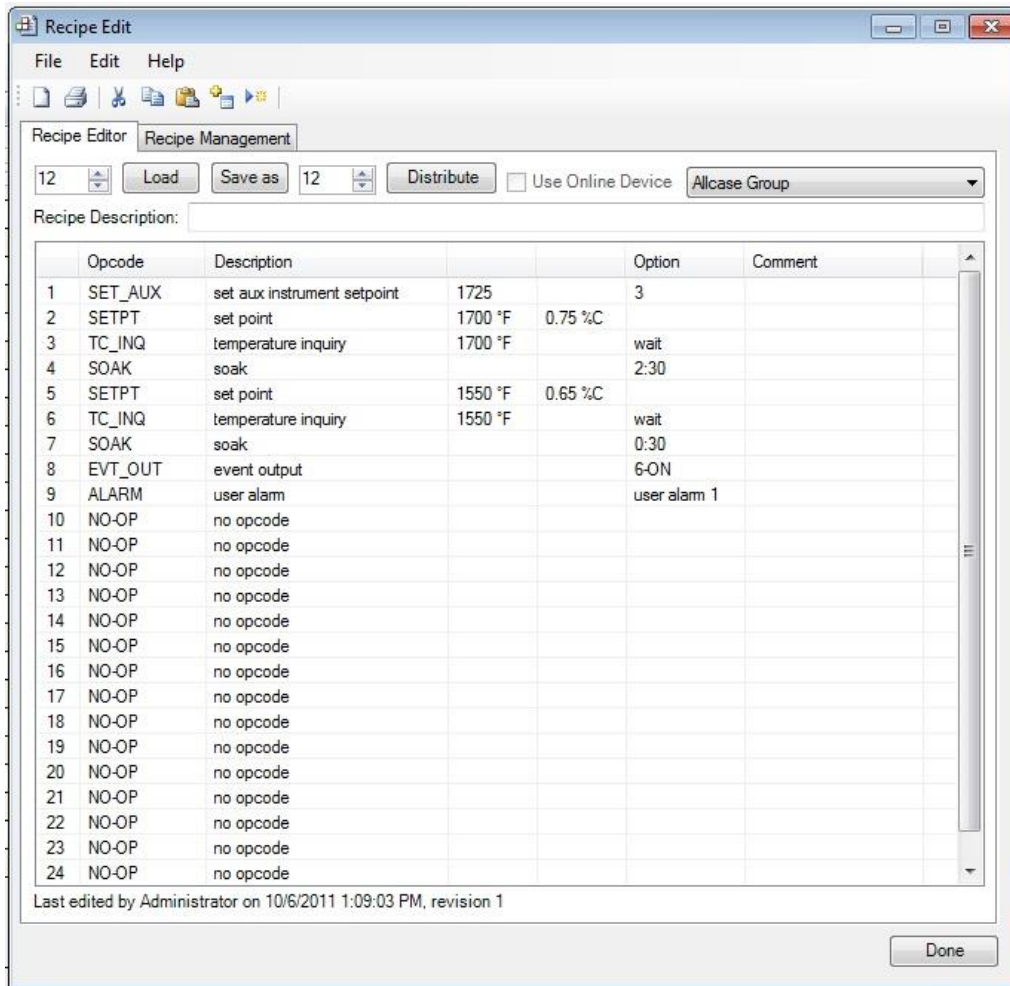 Recipe Edit
File Edit Help
Recipe Editor Recipe Management
12 Load Save as 12 Distribute Use Online Device Allcase Group
Recipe Description:
Opcode Description Option Comment
1 SET_AUX set aux instrument setpoint 1725 3
2 SETPT set point 1700 °F 0.75 %C
3 TC_INQ temperature inquiry 1700 °F wait
4 SOAK soak 2:30
5 SETPT set point 1550 °F 0.65 %C
6 TC_INQ temperature inquiry 1550 °F wait
7 SOAK soak 0:30
8 EVT_OUT event output 6-ON
9 ALARM user alarm user alarm 1
10 NO-OP no opcode
11 NO-OP no opcode
12 NO-OP no opcode
13 NO-OP no opcode
14 NO-OP no opcode
15 NO-OP no opcode
16 NO-OP no opcode
17 NO-OP no opcode
18 NO-OP no opcode
19 NO-OP no opcode
20 NO-OP no opcode
21 NO-OP no opcode
22 NO-OP no opcode
23 NO-OP no opcode
24 NO-OP no opcode
Last edited by Administrator on 10/6/2011 1:09:03 PM, revision 1
Done